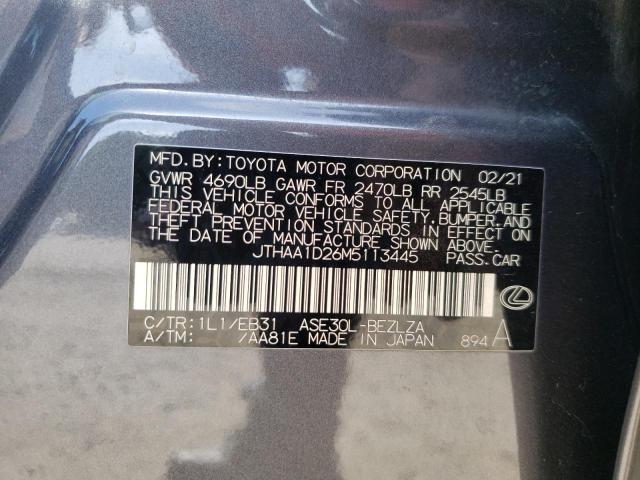 MFD. BY: TOYOTA MOTOR CORPORATION 02/21
GVWR 4690LB GAWR FR 2470LB RR 2545LB
THIS VEHICLE CONFORMS TO ALL APPLICABLE
FEDERAL MOTOR VEHICLE SAFETY, BUMPER, AND
THEFT PREVENTION STANDARDS IN EFFECT ON
THE DATE OF MANUFACTURE SHOWN ABOVE.
JTHAA1D26M5113445 PASS. CAR
C/TR: 1L1/EB31 ASE30L-BEZLZA
A/TM: /AA81E MADE IN JAPAN 894 A